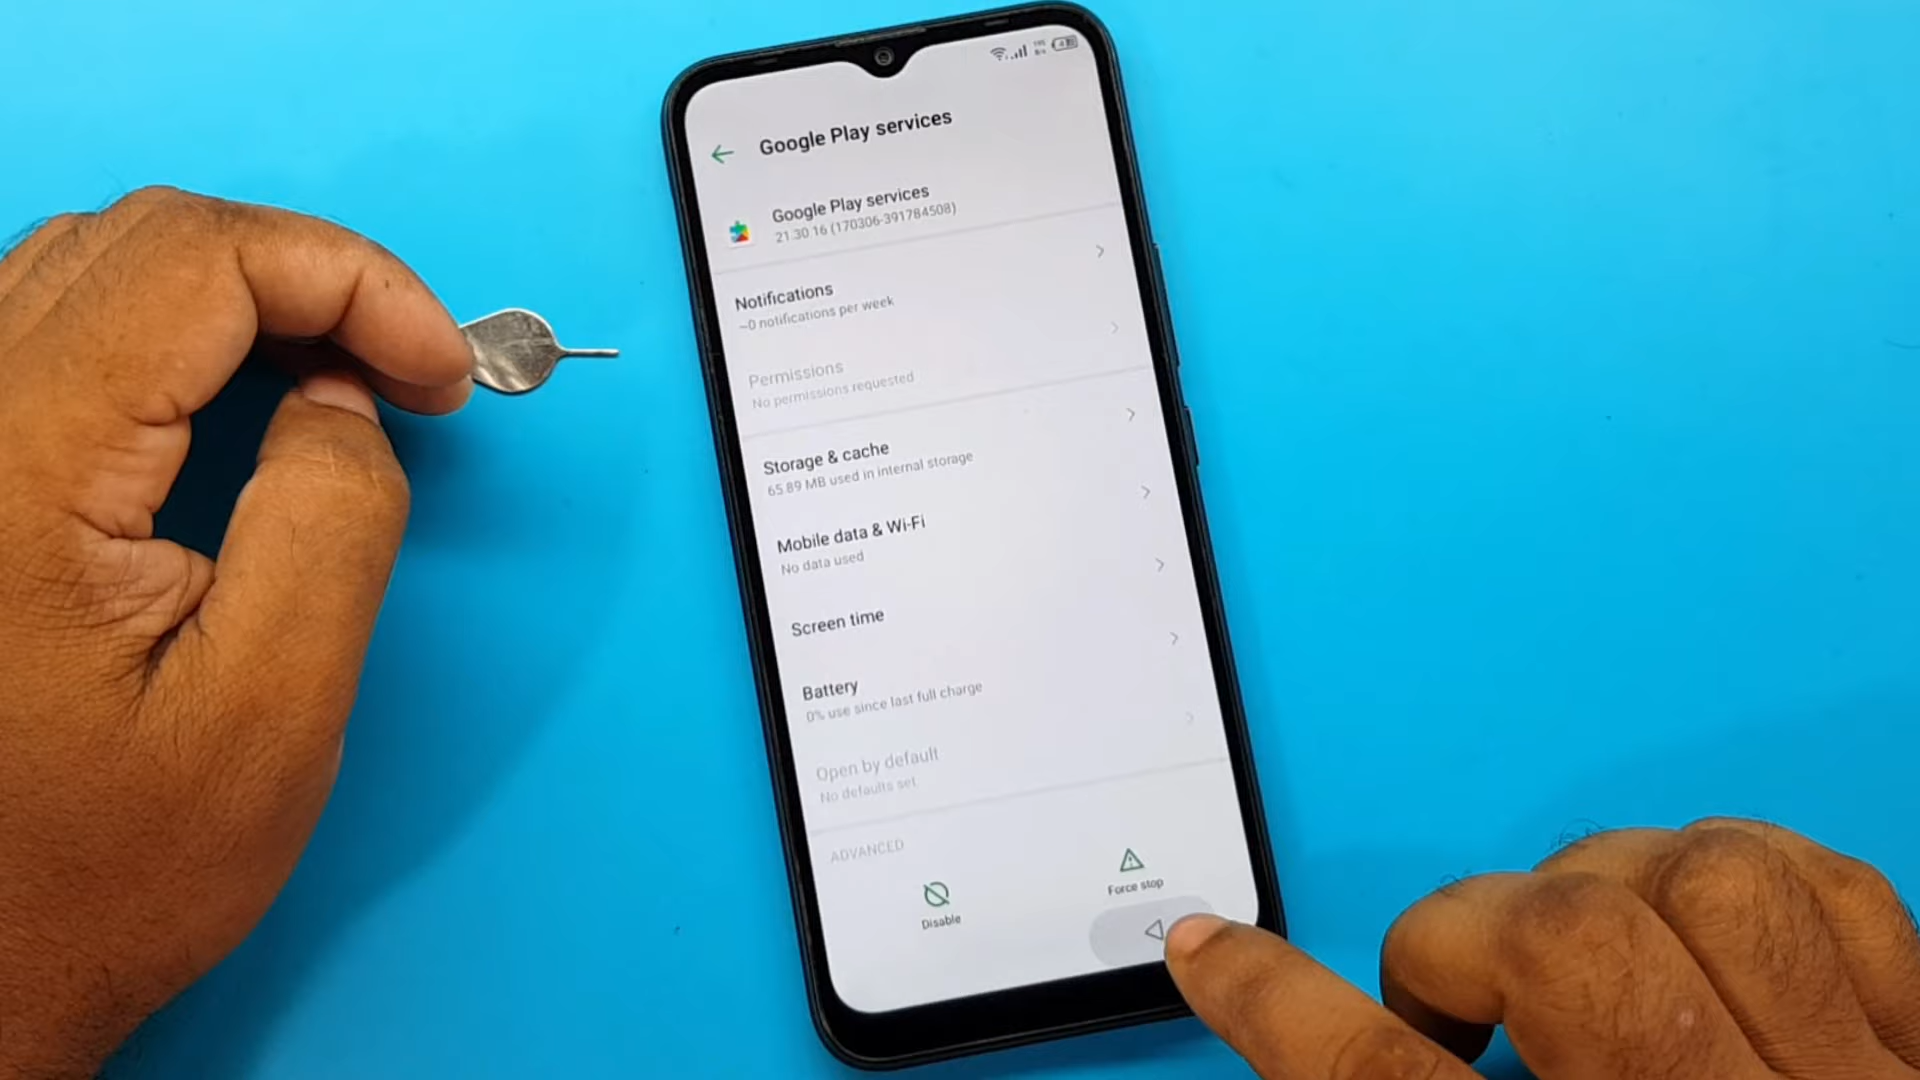 Google Play services
Google Play services
21.30.16 (170306-391784508)
Notifications
~0 notifications per week
Permissions
No permissions requested
Storage & cache
65.89 MB used in internal storage
Mobile data & Wi-Fi
No data used
Screen time
Battery
0% use since last full charge
Open by default
No defaults set
ADVANCED
Disable
Force stop